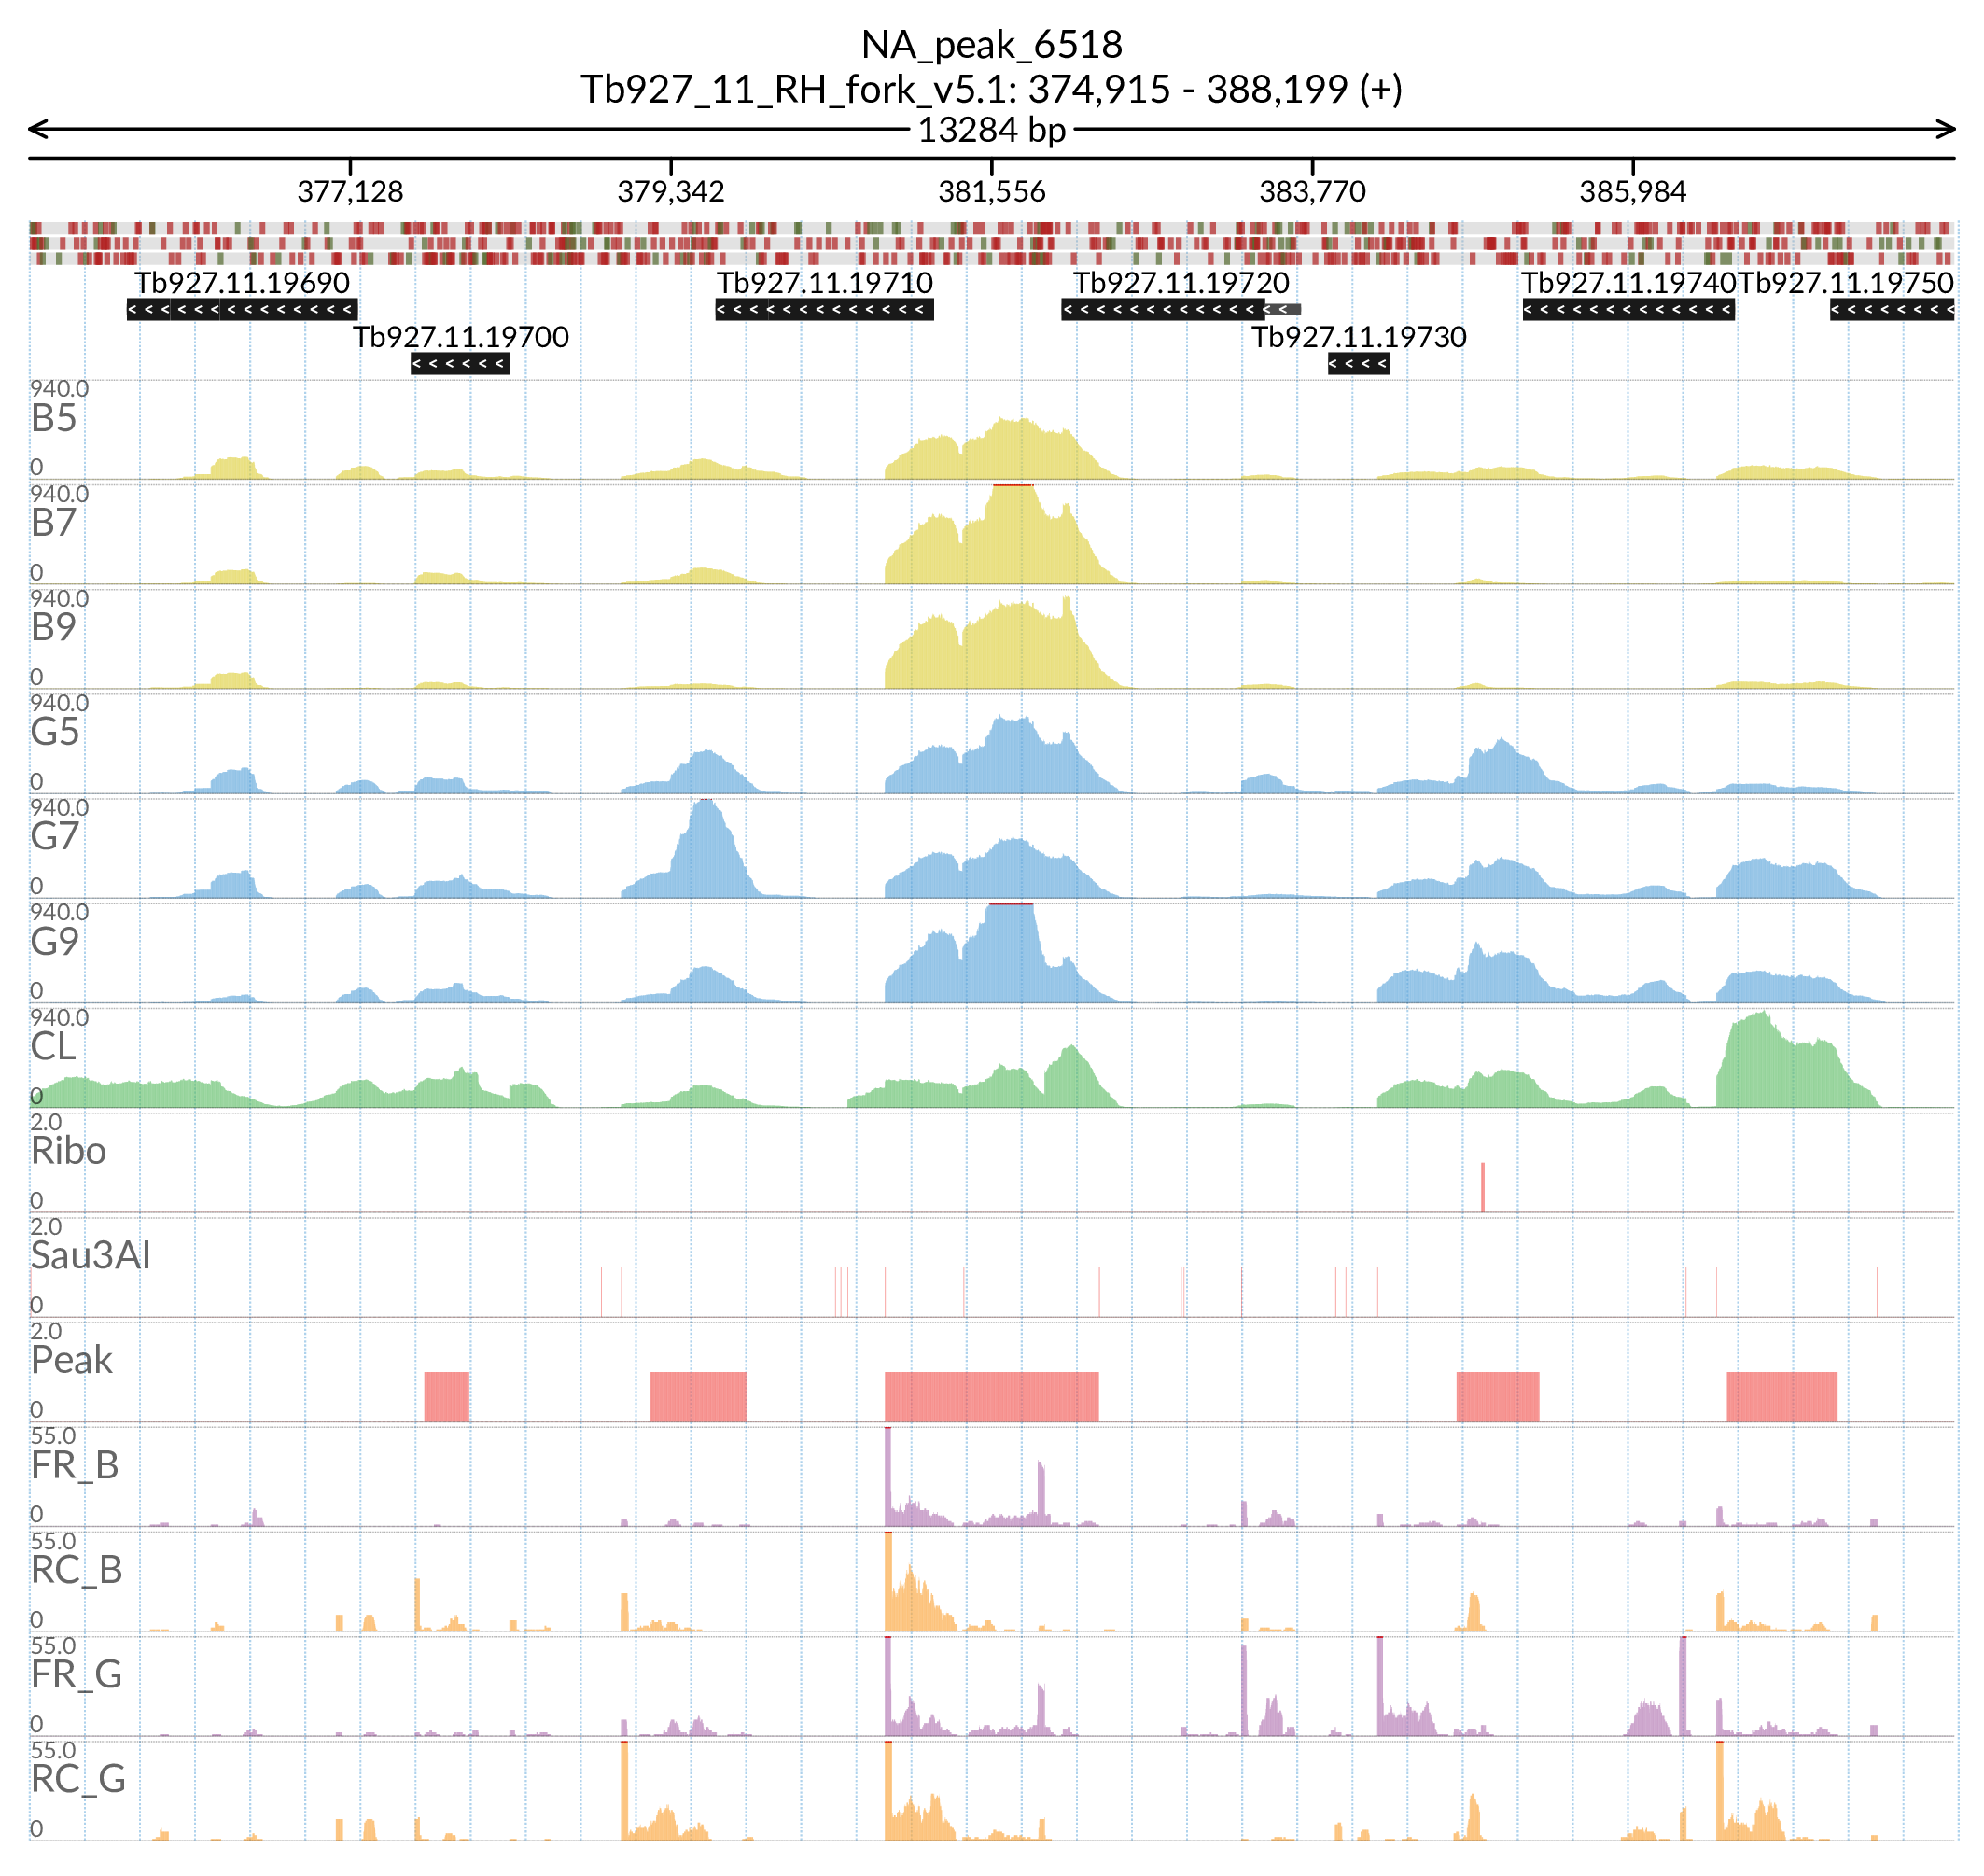 NA_peak_6518
Tb927_11_RH_fork_v5.1: 374,915 - 388,199 (+)
13284 bp
377,128 379,342 381,556 383,770 385,984
Tb927.11.19690 Tb927.11.19710 Tb927.11.19720 Tb927.11.19740 Tb927.11.19750
Tb927.11.19700 Tb927.11.19730
940.0
B5
0
940.0
B7
0
940.0
B9
0
940.0
G5
0
940.0
G7
0
940.0
G9
0
940.0
CL
0
2.0
Ribo
0
2.0
Sau3AI
0
2.0
Peak
0
55.0
FR_B
0
55.0
RC_B
0
55.0
FR_G
0
55.0
RC_G
0